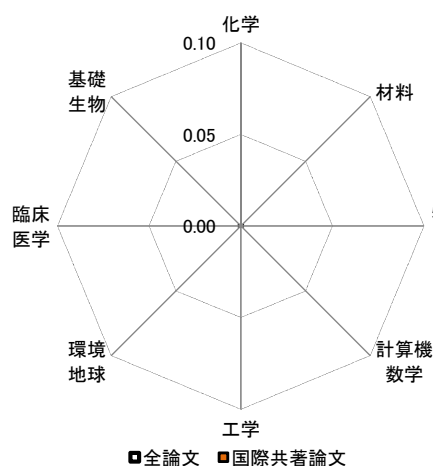 化学
0.10
基礎
生物
材料
0.05
臨床
医学
0.00
環境
地球
計算機
数学
工学
全論文 国際共著論文